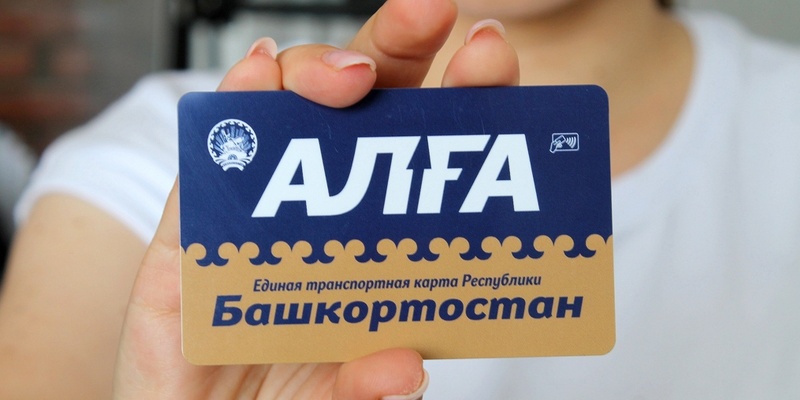 АЛҒА
Единая транспортная карта Республики
Башкортостан